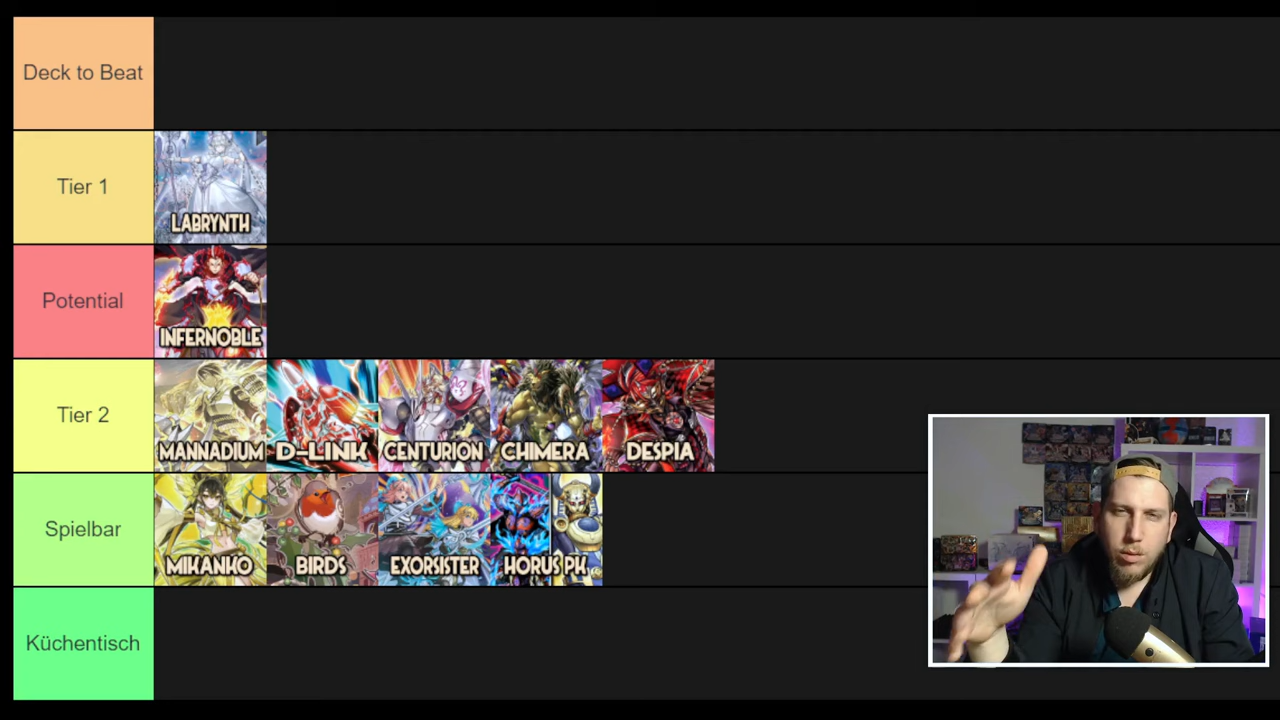 Deck to Beat
Tier 1
LABRYNTH
Potential
INFERNOBLE
Tier 2
MANNADIUM
D-LINK
CENTURION
CHIMERA
DESPIA
Spielbar
MIKANKO
BIRDS
EXORSISTER
HORUS PK
Küchentisch